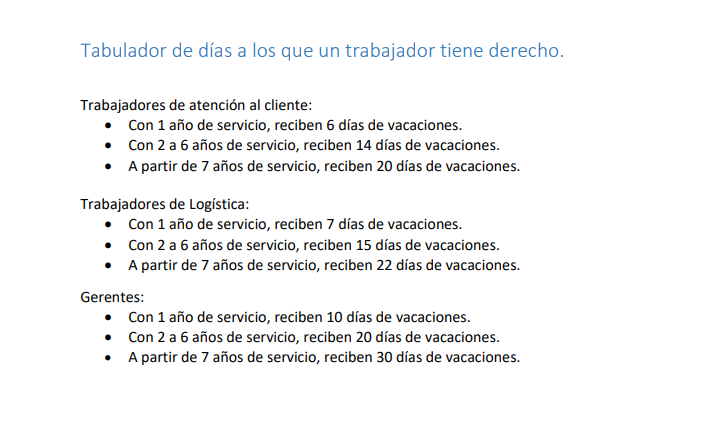 Tabulador de días a los que un trabajador tiene derecho.
Trabajadores de atención al cliente:
• Con 1 año de servicio, reciben 6 días de vacaciones.
• Con 2 a 6 años de servicio, reciben 14 días de vacaciones.
• A partir de 7 años de servicio, reciben 20 días de vacaciones.
Trabajadores de Logística:
• Con 1 año de servicio, reciben 7 días de vacaciones.
• Con 2 a 6 años de servicio, reciben 15 días de vacaciones.
• A partir de 7 años de servicio, reciben 22 días de vacaciones.
Gerentes:
• Con 1 año de servicio, reciben 10 días de vacaciones.
• Con 2 a 6 años de servicio, reciben 20 días de vacaciones.
• A partir de 7 años de servicio, reciben 30 días de vacaciones.